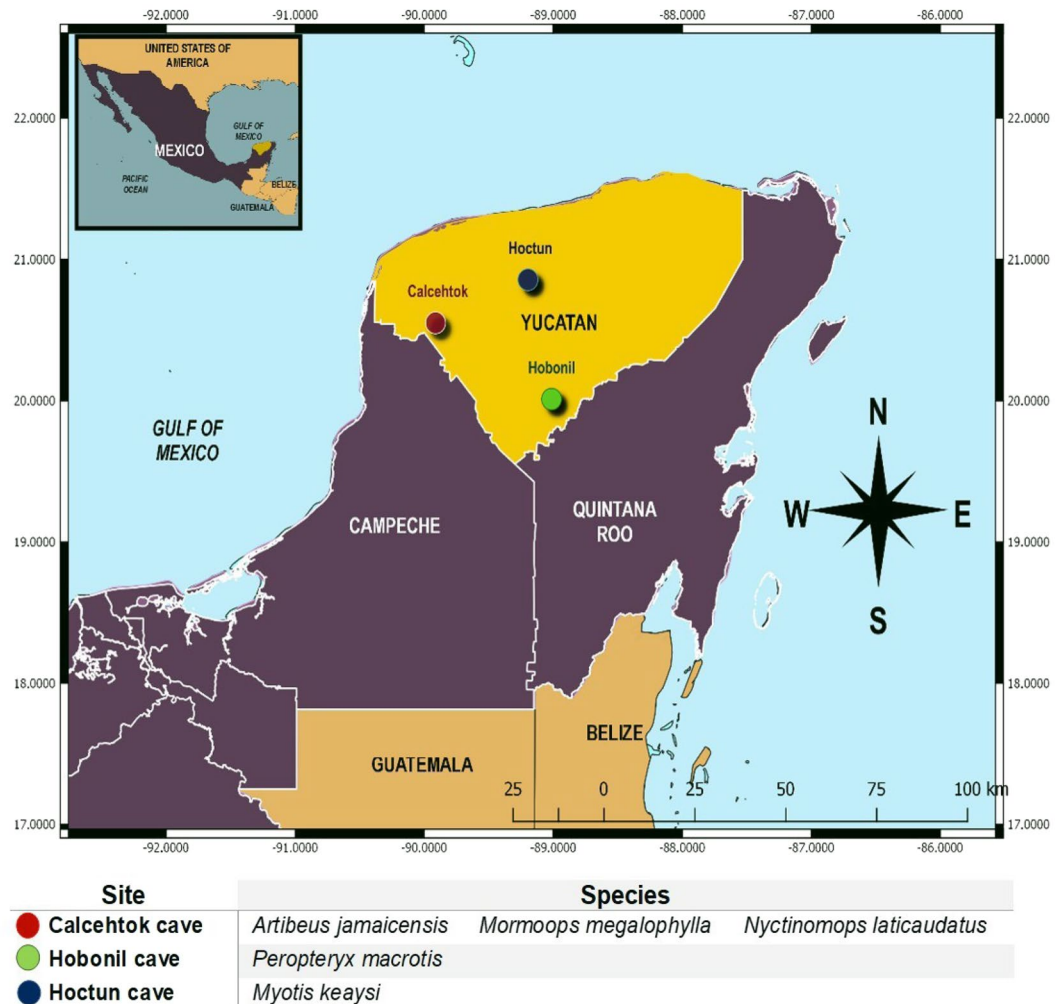 -92.0000 -91.0000 -90.0000 -89.0000 -88.0000 -87.0000 -86.0000
UNITED STATES OF
AMERICA
GULF OF
MEXICO
MEXICO
PACIFIC
OCEAN
BELIZE
GUATEMALA
22.0000 22.0000
21.0000 21.0000
Hoctun
Calcehtok
YUCATAN
Hobonil
20.0000 20.0000
GULF OF
MEXICO
N
W E
S
CAMPECHE
QUINTANA
ROO
19.0000 19.0000
18.0000 18.0000
BELIZE
GUATEMALA
25 0 25 50 75 100 km
17.0000 17.0000
-92.0000 -91.0000 -90.0000 -89.0000 -88.0000 -87.0000 -86.0000
Site Species
Calcehtok cave Artibeus jamaicensis Mormoops megalophylla Nyctinomops laticaudatus
Hobonil cave Peropteryx macrotis
Hoctun cave Myotis keaysi